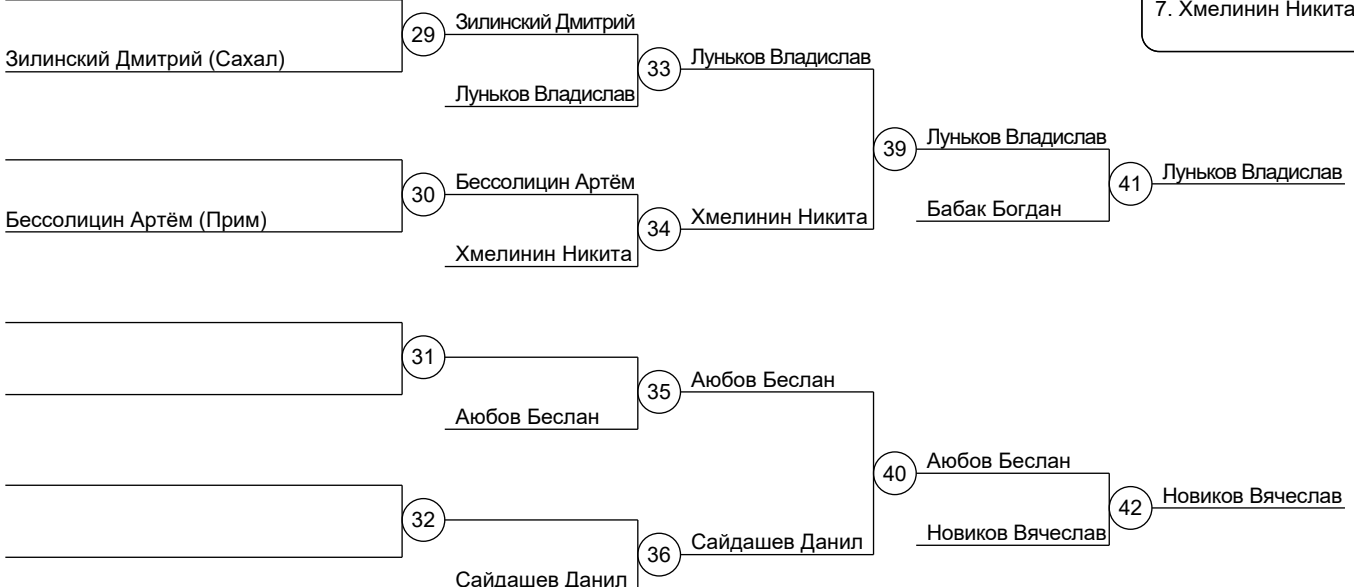 7. Хмелинин Никита
29
Зилинский Дмитрий
Зилинский Дмитрий (Сахал)
33
Луньков Владислав
Луньков Владислав
39
Луньков Владислав
41
Луньков Владислав
30
Бессолицин Артём
Бессолицин Артём (Прим)
34
Хмелинин Никита
Бабак Богдан
Хмелинин Никита
31
35
Аюбов Беслан
Аюбов Беслан
40
Аюбов Беслан
42
Новиков Вячеслав
32
36
Сайдашев Данил
Новиков Вячеслав
Сайдашев Данил